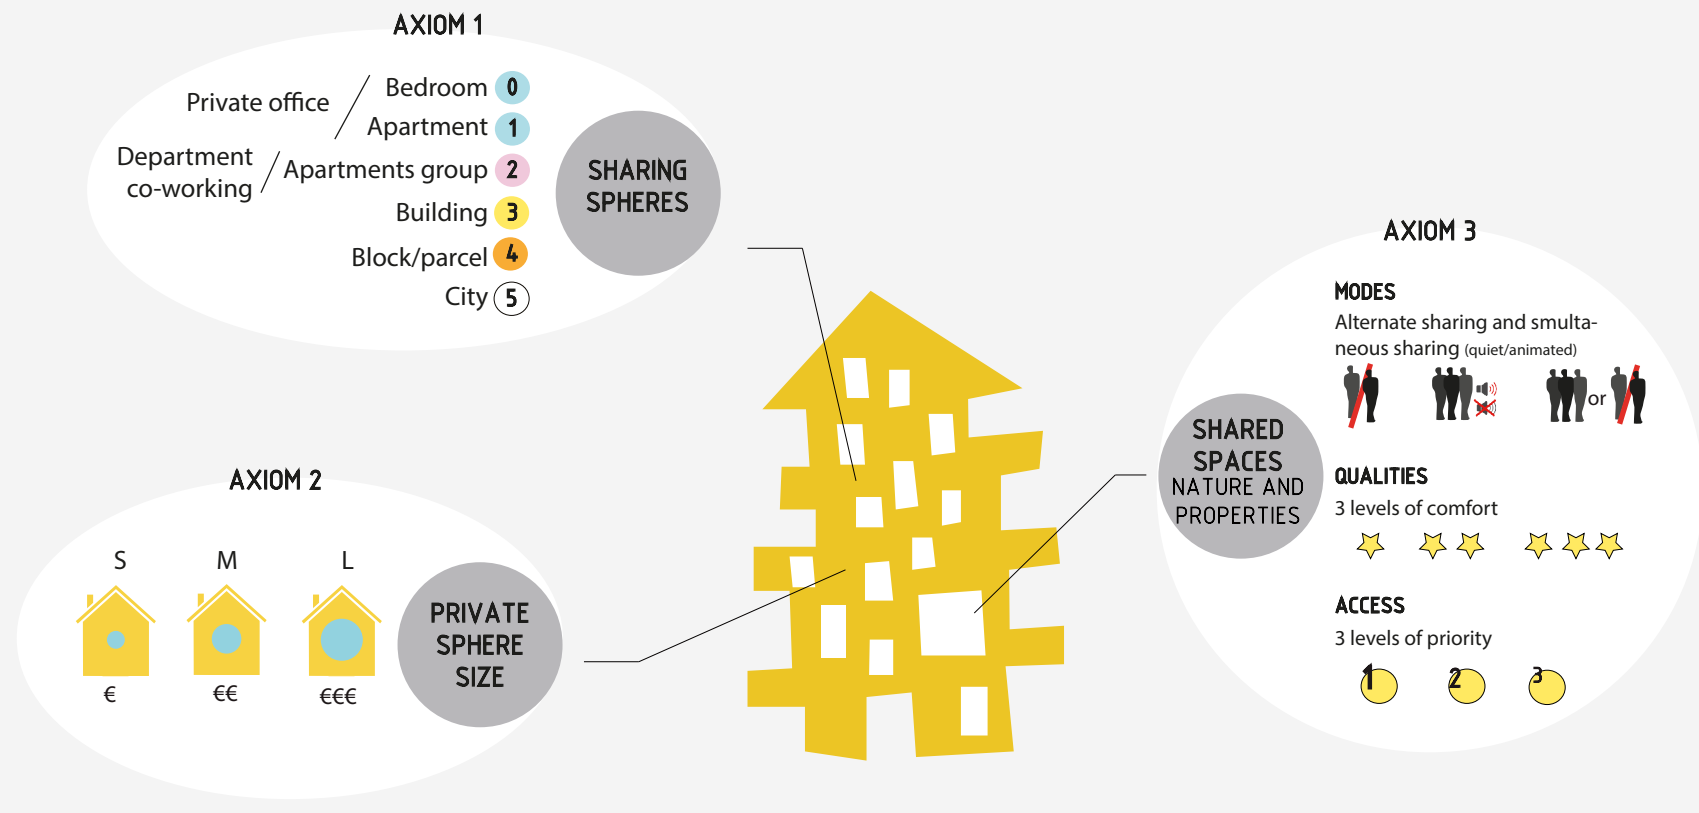 AXIOM 1
Private office
Bedroom 0
Apartment 1
Department
co-working
Apartments group 2
Building 3
Block/parcel 4
City 5
SHARING
SPHERES
AXIOM 2
S M L
€ €€ €€€
PRIVATE
SPHERE
SIZE
AXIOM 3
SHARED
SPACES
NATURE AND
PROPERTIES
MODES
Alternate sharing and smulta-
neous sharing (quiet/animated)
or
QUALITIES
3 levels of comfort
ACCESS
3 levels of priority
1 2 3